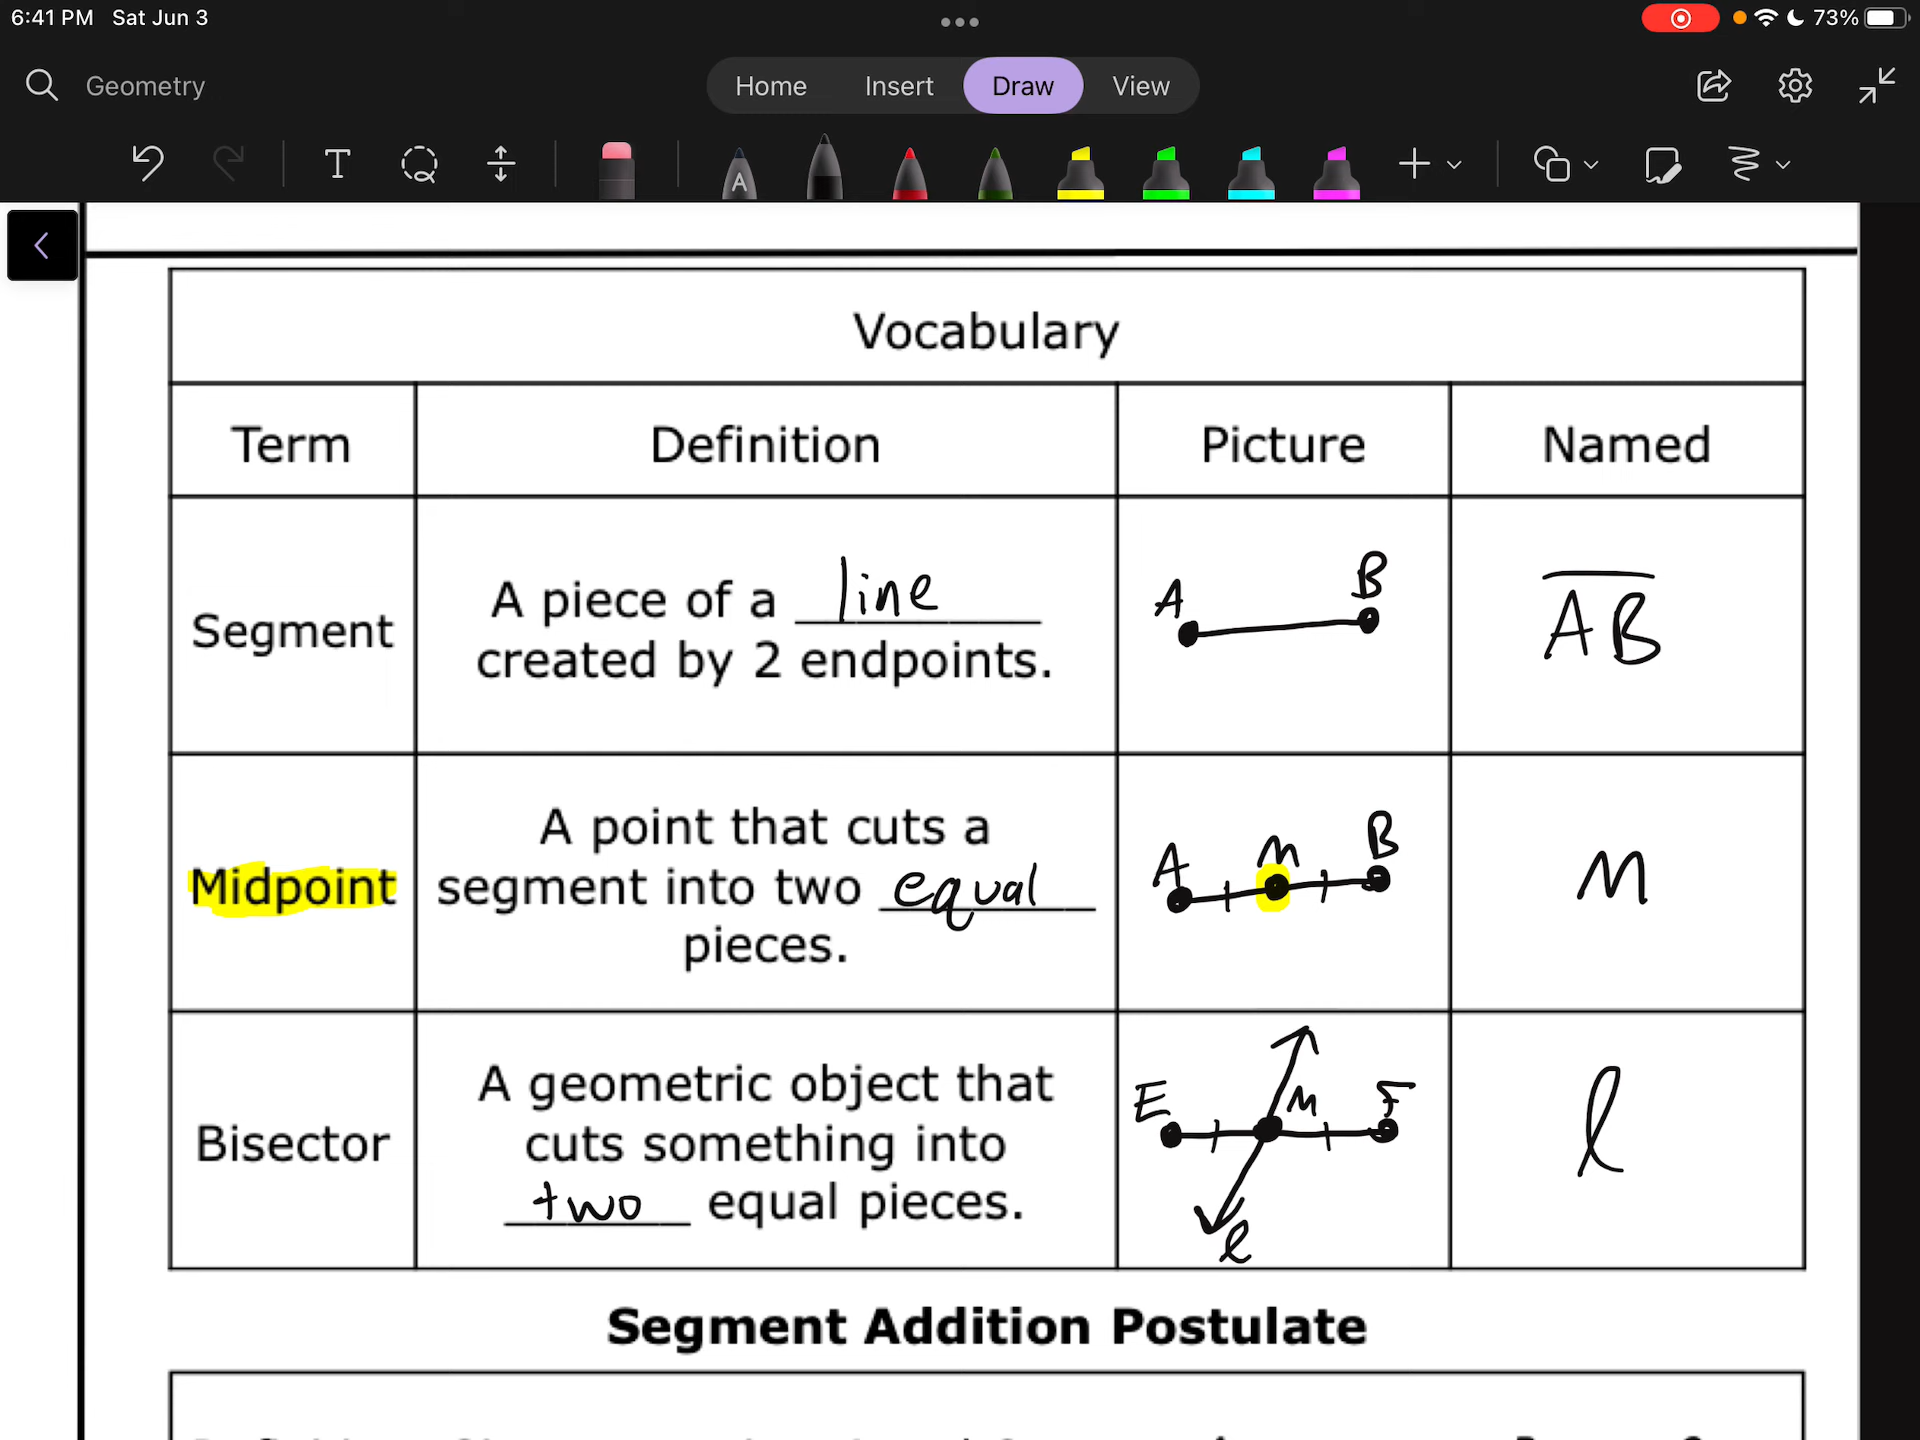 6:41 PM Sat Jun 3
73%
Geometry
Home Insert Draw View
T
A
Vocabulary
Term Definition Picture Named
Segment
A piece of a line
created by 2 endpoints.
A B
AB
Midpoint
A point that cuts a
segment into two equal
pieces.
A M B
M
Bisector
A geometric object that
cuts something into
two equal pieces.
E M F
l
l
Segment Addition Postulate